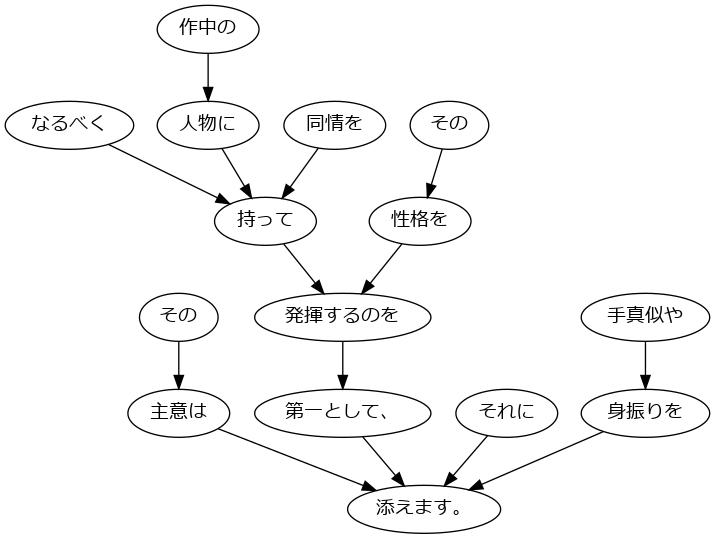 作中の
なるべく
人物に
同情を
その
持って
性格を
その
発揮するのを
手真似や
主意は
第一として、
それに
身振りを
添えます。